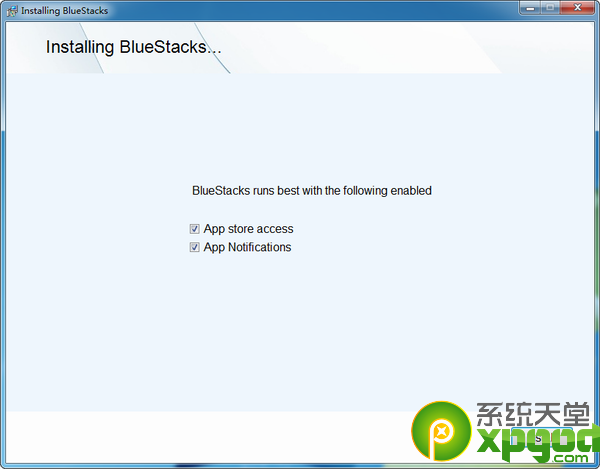 Installing BlueStacks
Installing BlueStacks...
BlueStacks runs best with the following enabled
App store access
App Notifications
系统天堂
xpgod
.com